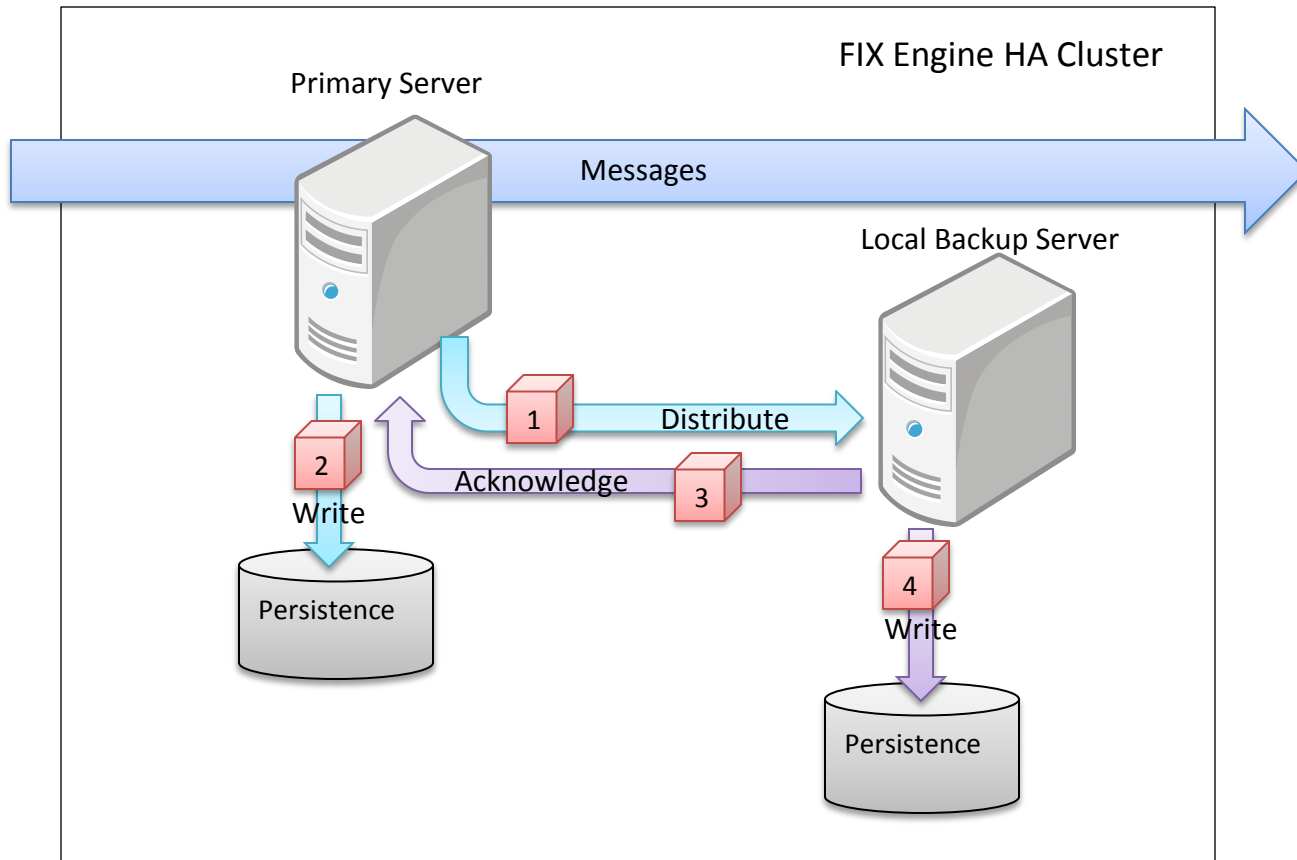 FIX Engine HA Cluster
Primary Server
Messages
Local Backup Server
1
Distribute
2
Acknowledge
3
Write
4
Persistence
Write
Persistence